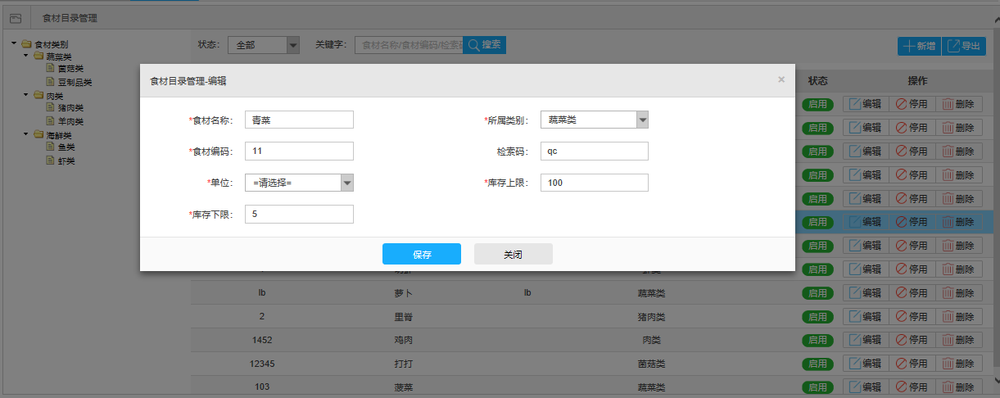 食材目录管理
食材类别
蔬菜类
菌菇类
豆制品类
肉类
猪肉类
羊肉类
海鲜类
鱼类
虾类
状态： 全部 关键字： 食材名称/食材编码/检索码 搜索 新增 导出
状态 操作
食材目录管理-编辑 ×
*食材名称： 青菜 *所属类别： 蔬菜类
*食材编码： 11 检索码： qc
*单位： =请选择= *库存上限： 100
*库存下限： 5
保存 关闭
启用 编辑 停用 删除
启用 编辑 停用 删除
启用 编辑 停用 删除
启用 编辑 停用 删除
启用 编辑 停用 删除
启用 编辑 停用 删除
启用 编辑 停用 删除
启用 编辑 停用 删除
lb 萝卜 lb 蔬菜类 启用 编辑 停用 删除
2 里脊 猪肉类 启用 编辑 停用 删除
1452 鸡肉 肉类 启用 编辑 停用 删除
12345 打打 菌菇类 启用 编辑 停用 删除
103 菠菜 蔬菜类 启用 编辑 停用 删除